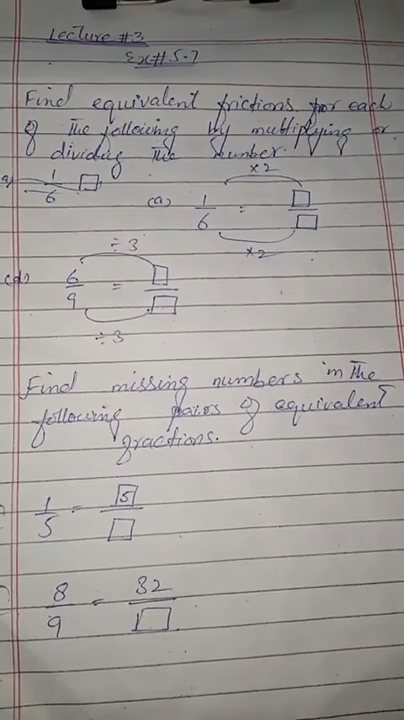 Lecture #3
Ex# 5.7
Find equivalent frictions for each
of The following by multiplying or
dividing The number.
a) 1/6 □
(a) 1/6 = □/□ ×2 ×2
(d) 6/9 = □/□ ÷3 ÷3
Find missing numbers in The
following pairs of equivalent
fractions.
1/5 = 5/□
8/9 = 32/□